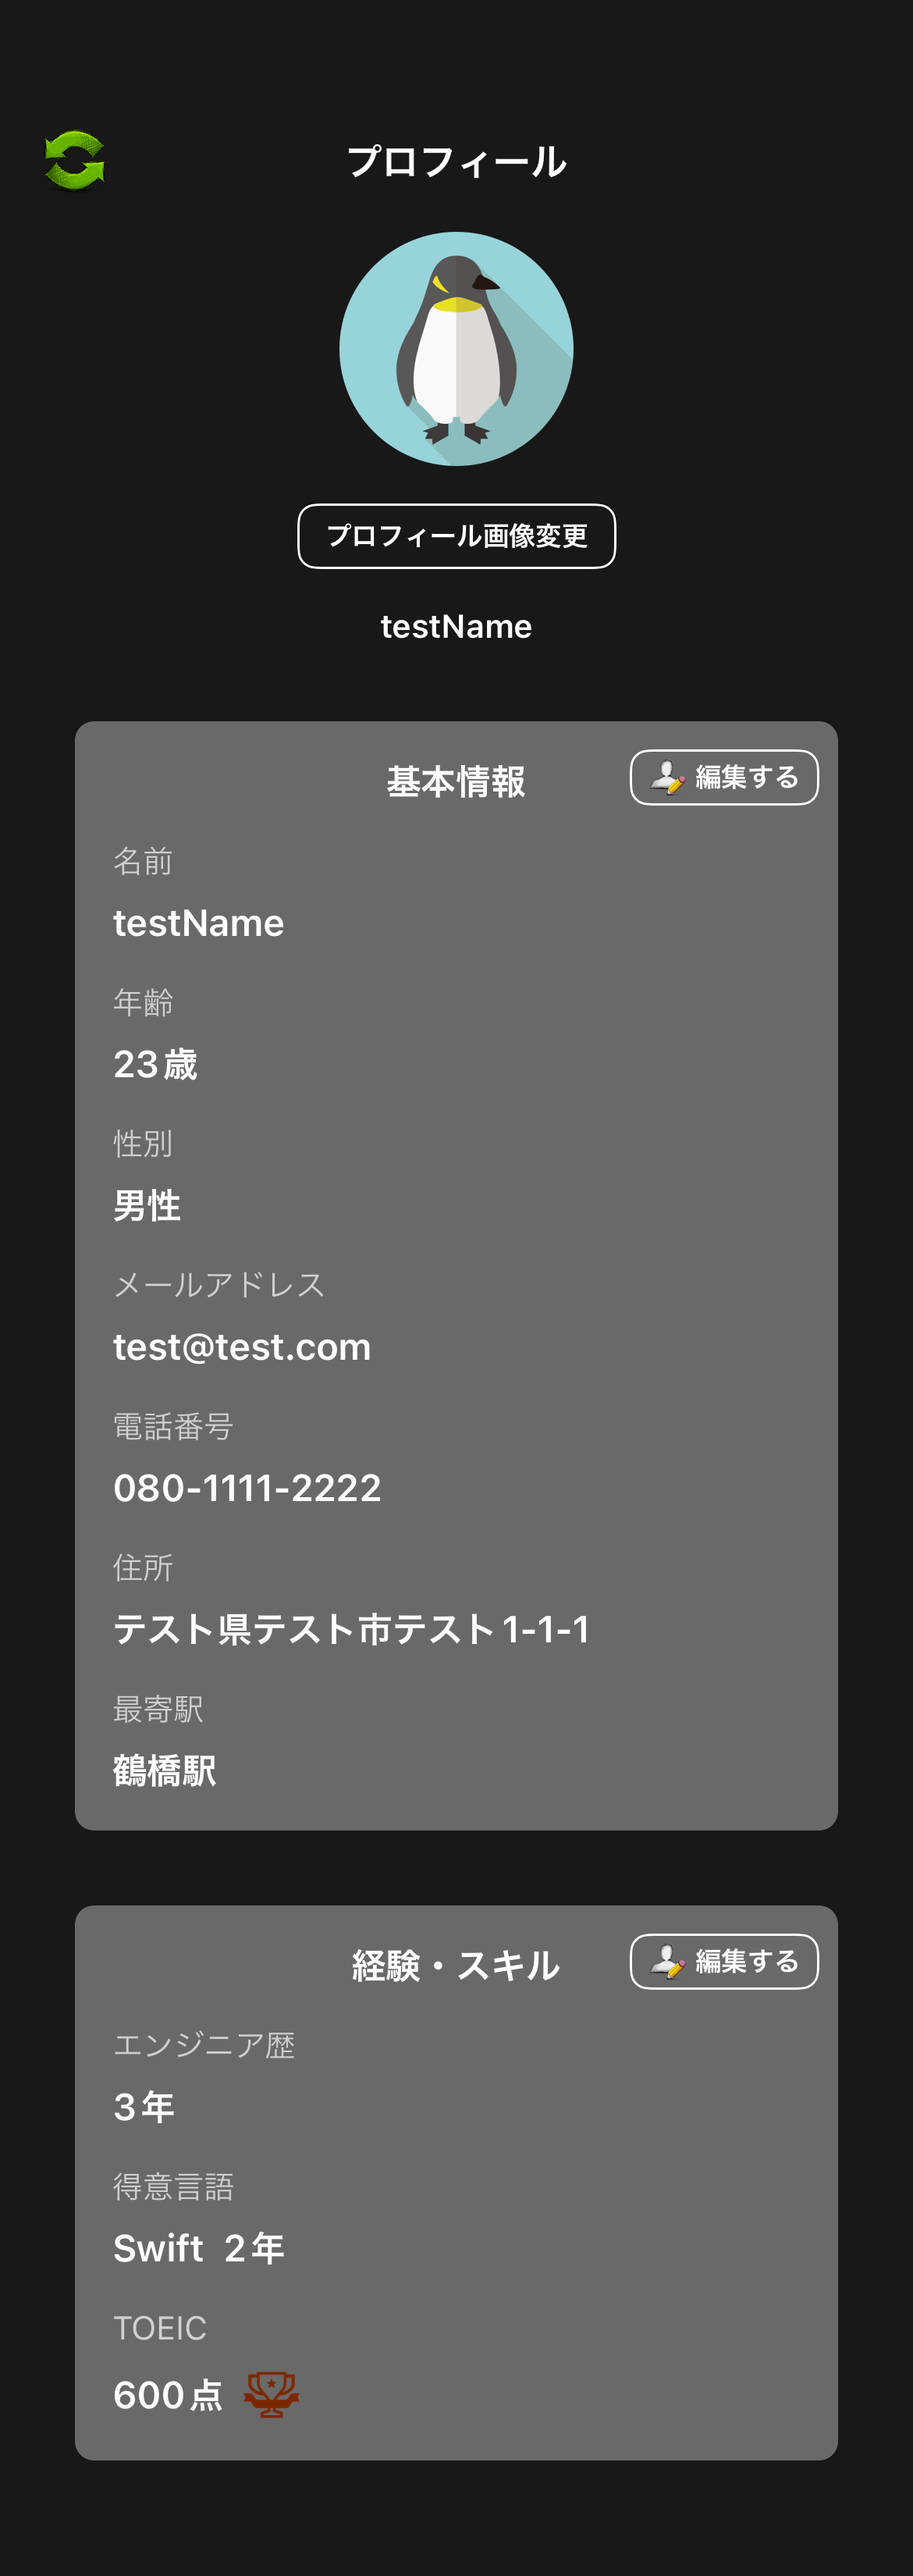 プロフィール
プロフィール画像変更
testName
基本情報
編集する
名前
testName
年齢
23歳
性別
男性
メールアドレス
test@test.com
電話番号
080-1111-2222
住所
テスト県テスト市テスト1-1-1
最寄駅
鶴橋駅
経験・スキル
編集する
エンジニア歴
3年
得意言語
Swift 2年
TOEIC
600点